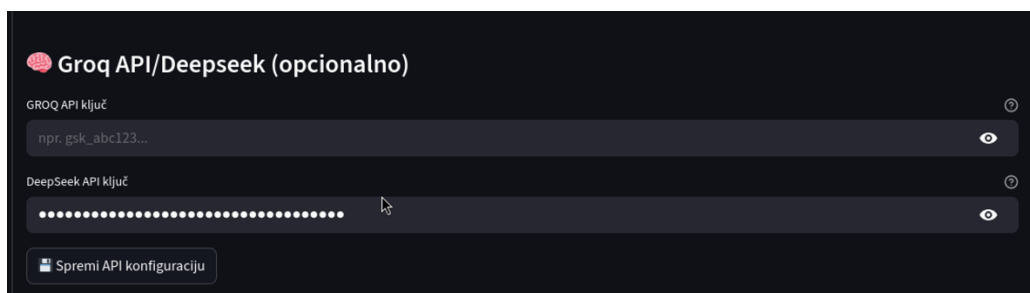 🧠 Groq API/Deepseek (opcionalno)
GROQ API ključ
npr. gsk_abc123...
DeepSeek API ključ
•••••••••••••••••••••••••••••••••••
💾 Spremi API konfiguraciju